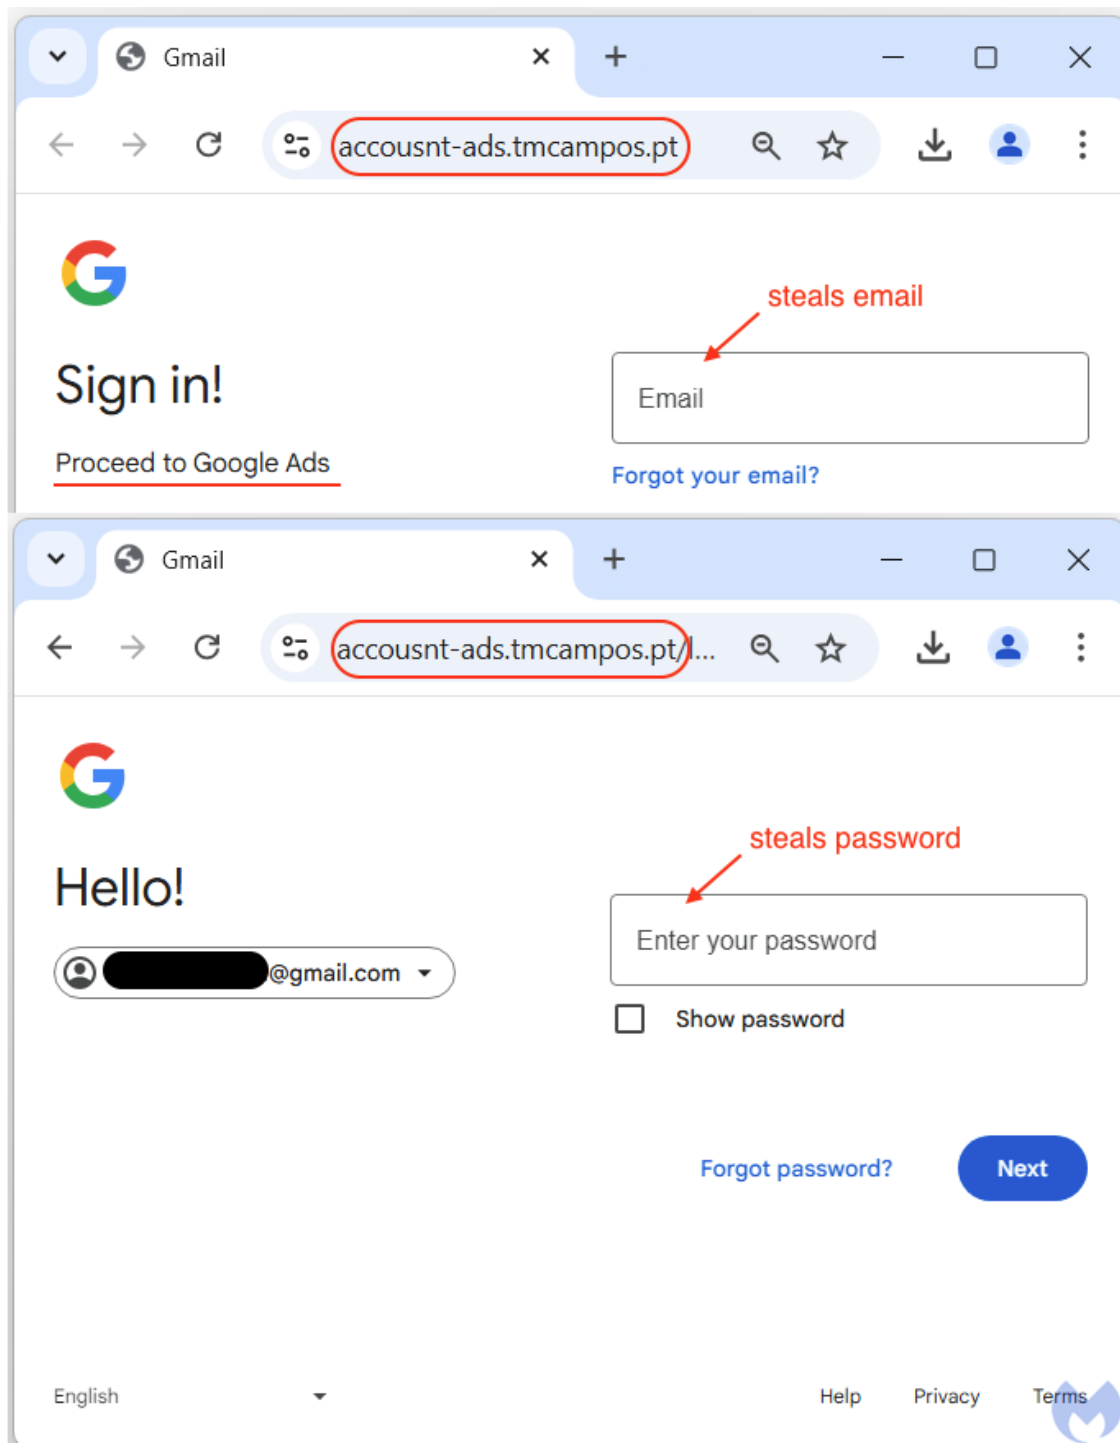 Gmail
accousnt-ads.tmcampos.pt
steals email
Sign in!
Email
Proceed to Google Ads
Forgot your email?
Gmail
accousnt-ads.tmcampos.pt/l...
steals password
Hello!
Enter your password
@gmail.com
Show password
Forgot password?
Next
English
Help
Privacy
Terms